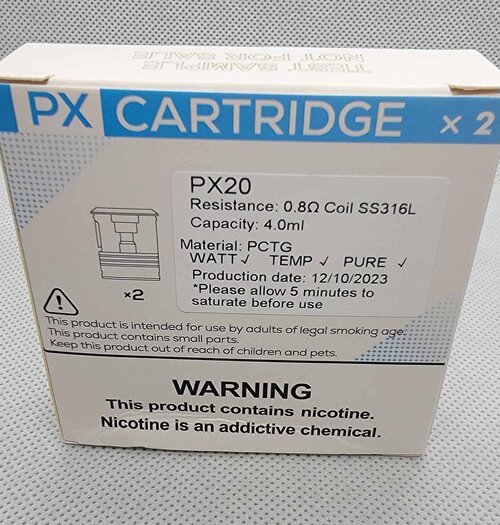 TEST SAMPLE
NOT FOR SALE
PX CARTRIDGE × 2
PX20
Resistance: 0.8Ω Coil SS316L
Capacity: 4.0ml
Material: PCTG
WATT √ TEMP √ PURE √
Production date: 12/10/2023
*Please allow 5 minutes to
saturate before use
×2
This product is intended for use by adults of legal smoking age.
This product contains small parts.
Keep this product out of reach of children and pets.
WARNING
This product contains nicotine.
Nicotine is an addictive chemical.